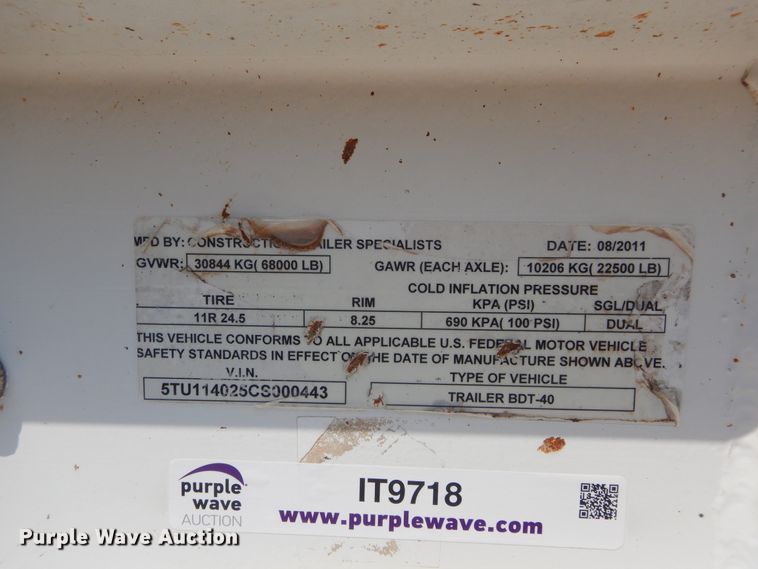 MFD BY: CONSTRUCTION TRAILER SPECIALISTS DATE: 08/2011
GVWR: 30844 KG( 68000 LB) GAWR (EACH AXLE): 10206 KG( 22500 LB)
COLD INFLATION PRESSURE
TIRE RIM KPA (PSI) SGL/DUAL
11R 24.5 8.25 690 KPA( 100 PSI) DUAL
THIS VEHICLE CONFORMS TO ALL APPLICABLE U.S. FEDERAL MOTOR VEHICLE
SAFETY STANDARDS IN EFFECT ON THE DATE OF MANUFACTURE SHOWN ABOVE.
V.I.N. TYPE OF VEHICLE
5TU114025CS000443 TRAILER BDT-40
purple
wave
AUCTION
IT9718
www.purplewave.com
Purple Wave Auction
Purple Wave Auction